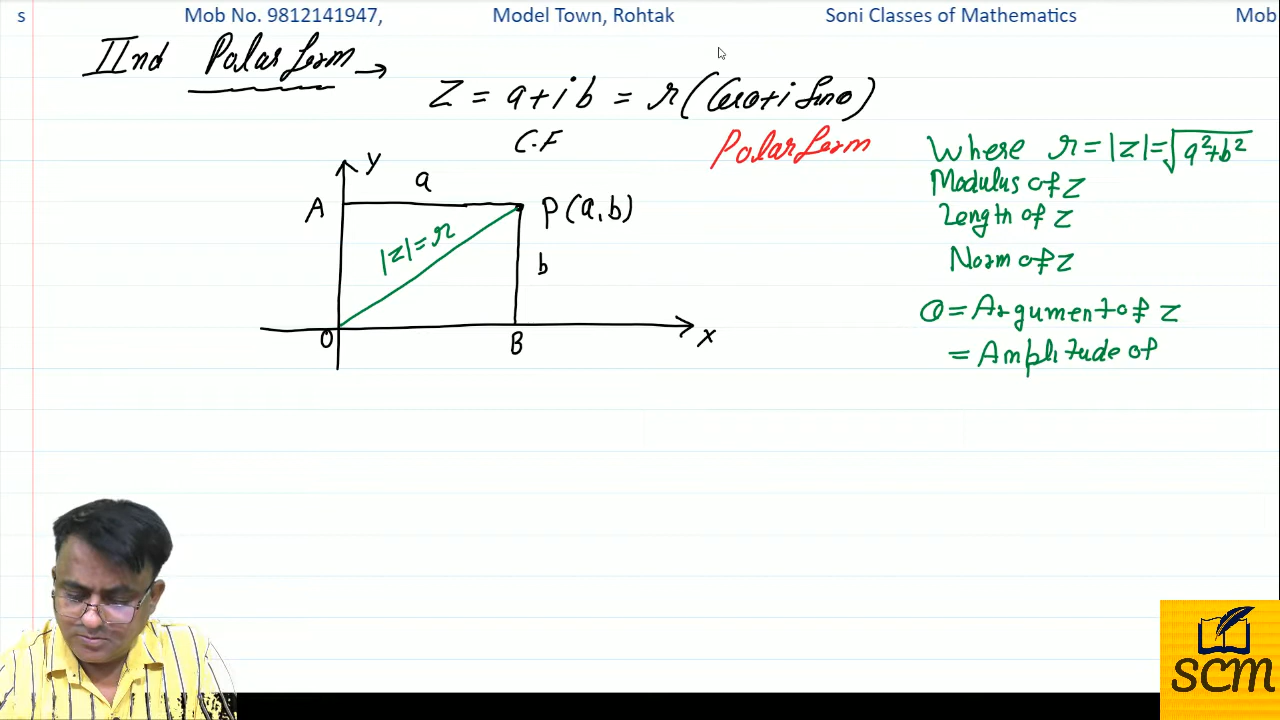 s Mob No. 9812141947, Model Town, Rohtak Soni Classes of Mathematics Mob
IInd Polar form →
Z = a+ib = r(Cosθ+i Sinθ)
C.F
Polar form
Where r = |z| = √a²+b²
Modulus of z
Length of z
Norm of z
θ = Argument of z
= Amplitude of
Y
a
A
P(a,b)
|z|=r
b
O
B
X
SCM